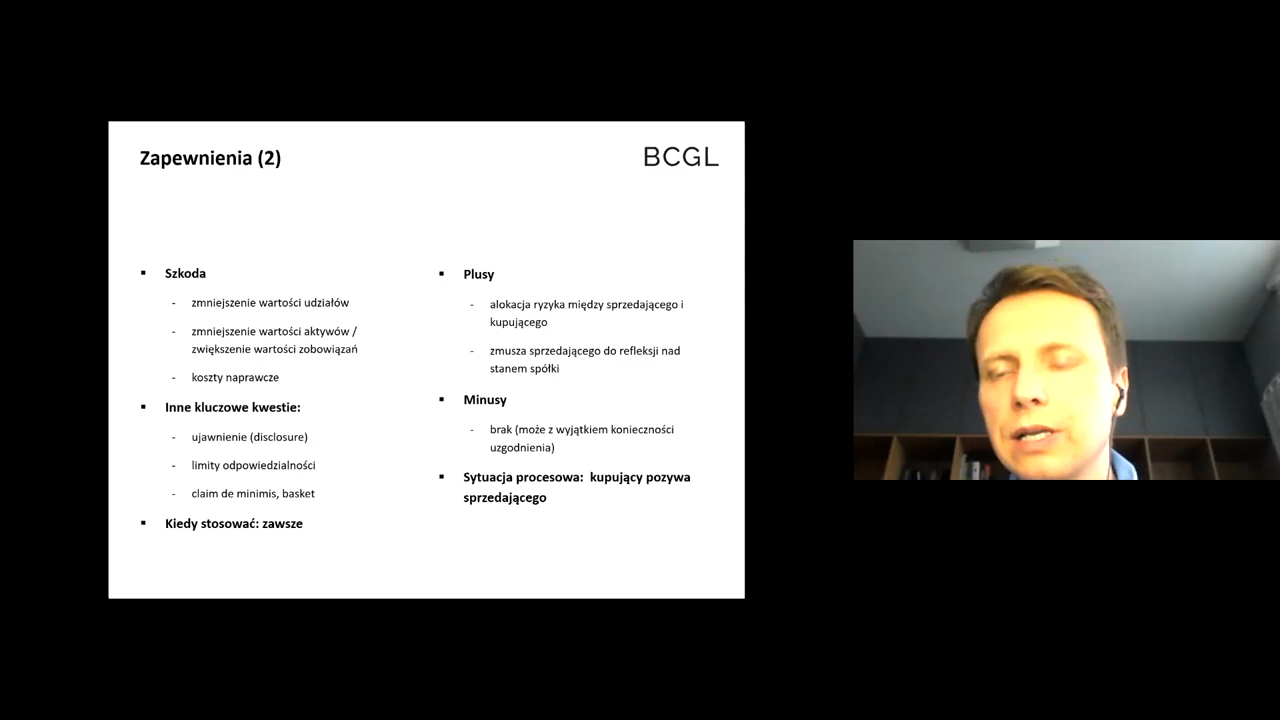 Zapewnienia (2)
BCGL
▪ Szkoda
- zmniejszenie wartości udziałów
- zmniejszenie wartości aktywów /
zwiększenie wartości zobowiązań
- koszty naprawcze
▪ Inne kluczowe kwestie:
- ujawnienie (disclosure)
- limity odpowiedzialności
- claim de minimis, basket
▪ Kiedy stosować: zawsze
▪ Plusy
- alokacja ryzyka między sprzedającego i
kupującego
- zmusza sprzedającego do refleksji nad
stanem spółki
▪ Minusy
- brak (może z wyjątkiem konieczności
uzgodnienia)
▪ Sytuacja procesowa: kupujący pozywa
sprzedającego